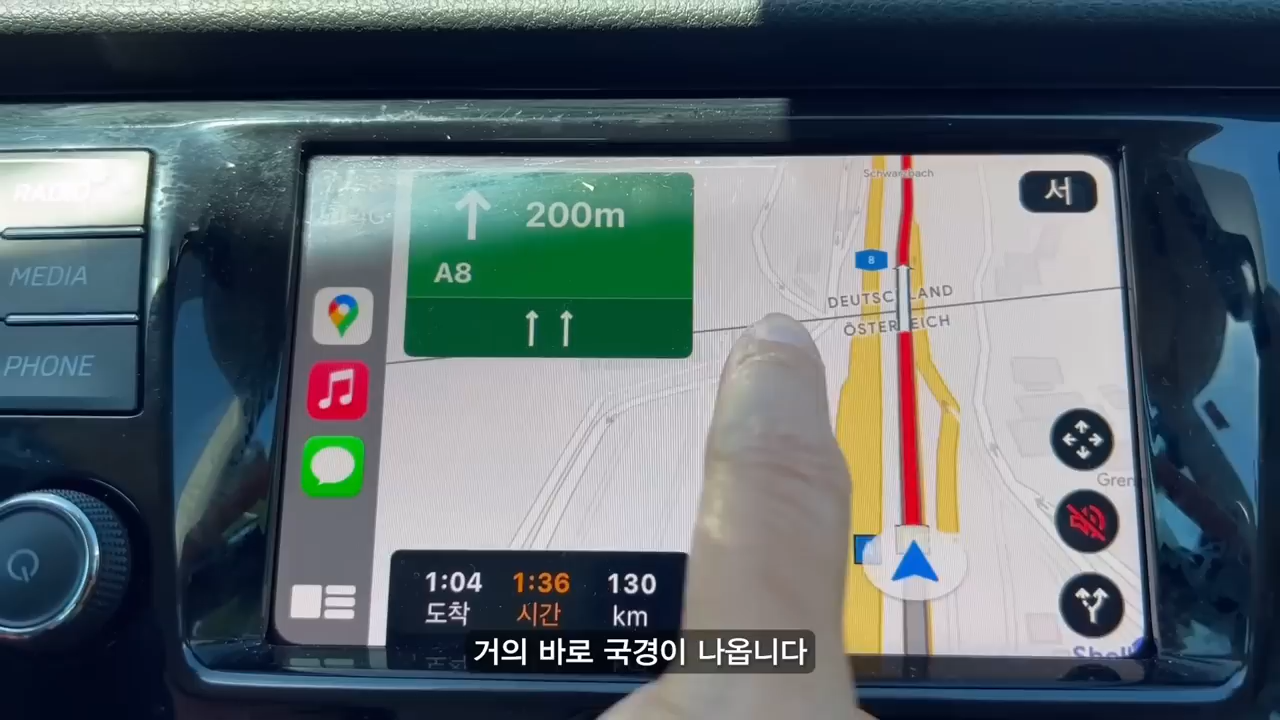 RADIO
MEDIA
PHONE
200m
A8
서
Schwarzbach
8
DEUTSCHLAND
ÖSTERREICH
1:04
1:36
130
도착
시간
km
Shell
거의 바로 국경이 나옵니다